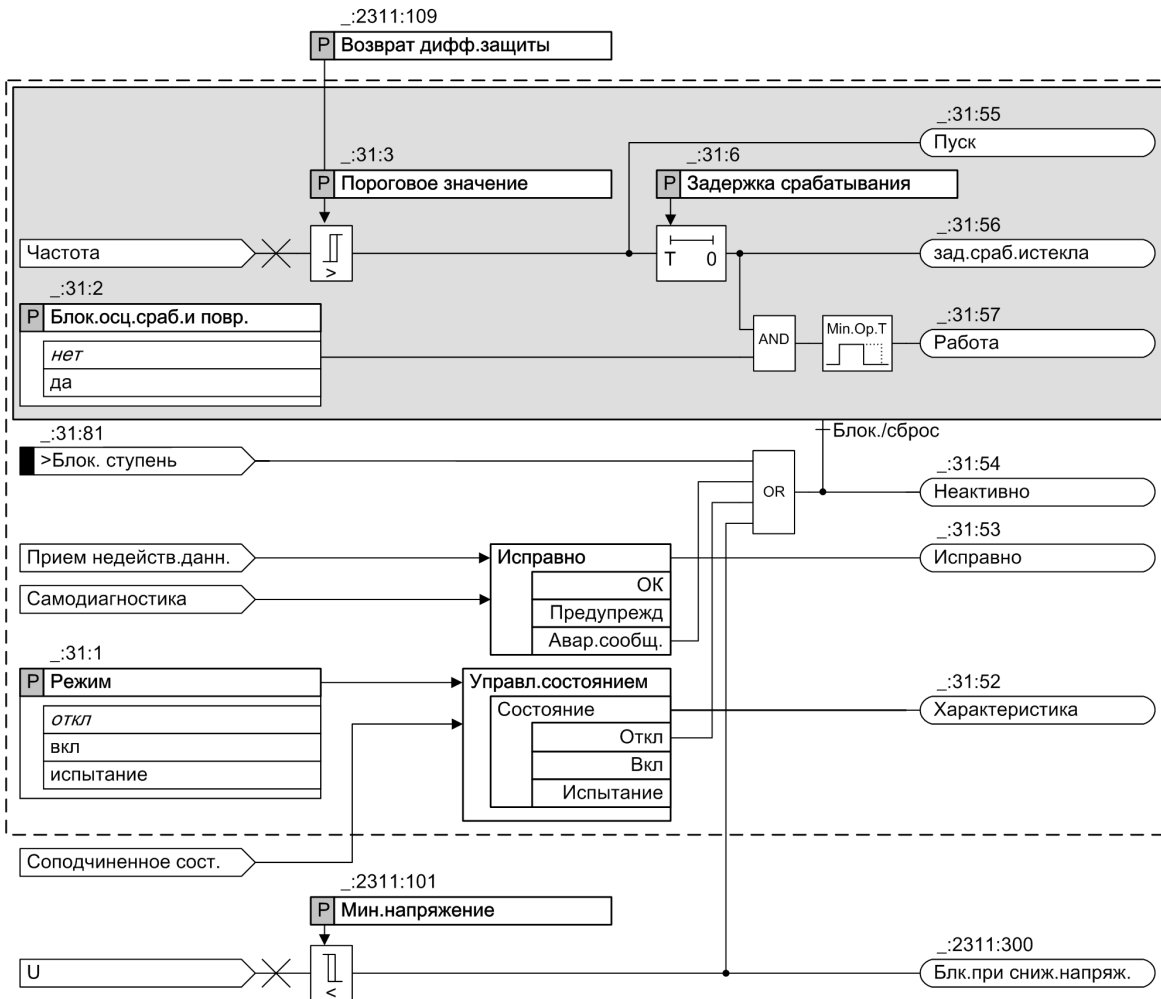 _:2311:109
P Возврат дифф.защиты
_:31:55
Пуск
_:31:3
P Пороговое значение
_:31:6
P Задержка срабатывания
_:31:56
Частота
>
T 0
зад.сраб.истекла
_:31:2
P Блок.осц.сраб.и повр.
нет
да
AND
Min.Op.T
_:31:57
Работа
Блок./сброс
_:31:81
>Блок. ступень
OR
_:31:54
Неактивно
_:31:53
Прием недейств.данн.
Исправно
Исправно
ОК
Самодиагностика
Предупрежд
Авар.сообщ.
_:31:1
P Режим
откл
вкл
испытание
Управл.состоянием
Состояние
Откл
Вкл
Испытание
_:31:52
Характеристика
Соподчиненное сост.
_:2311:101
P Мин.напряжение
U
<
_:2311:300
Блк.при сниж.напряж.